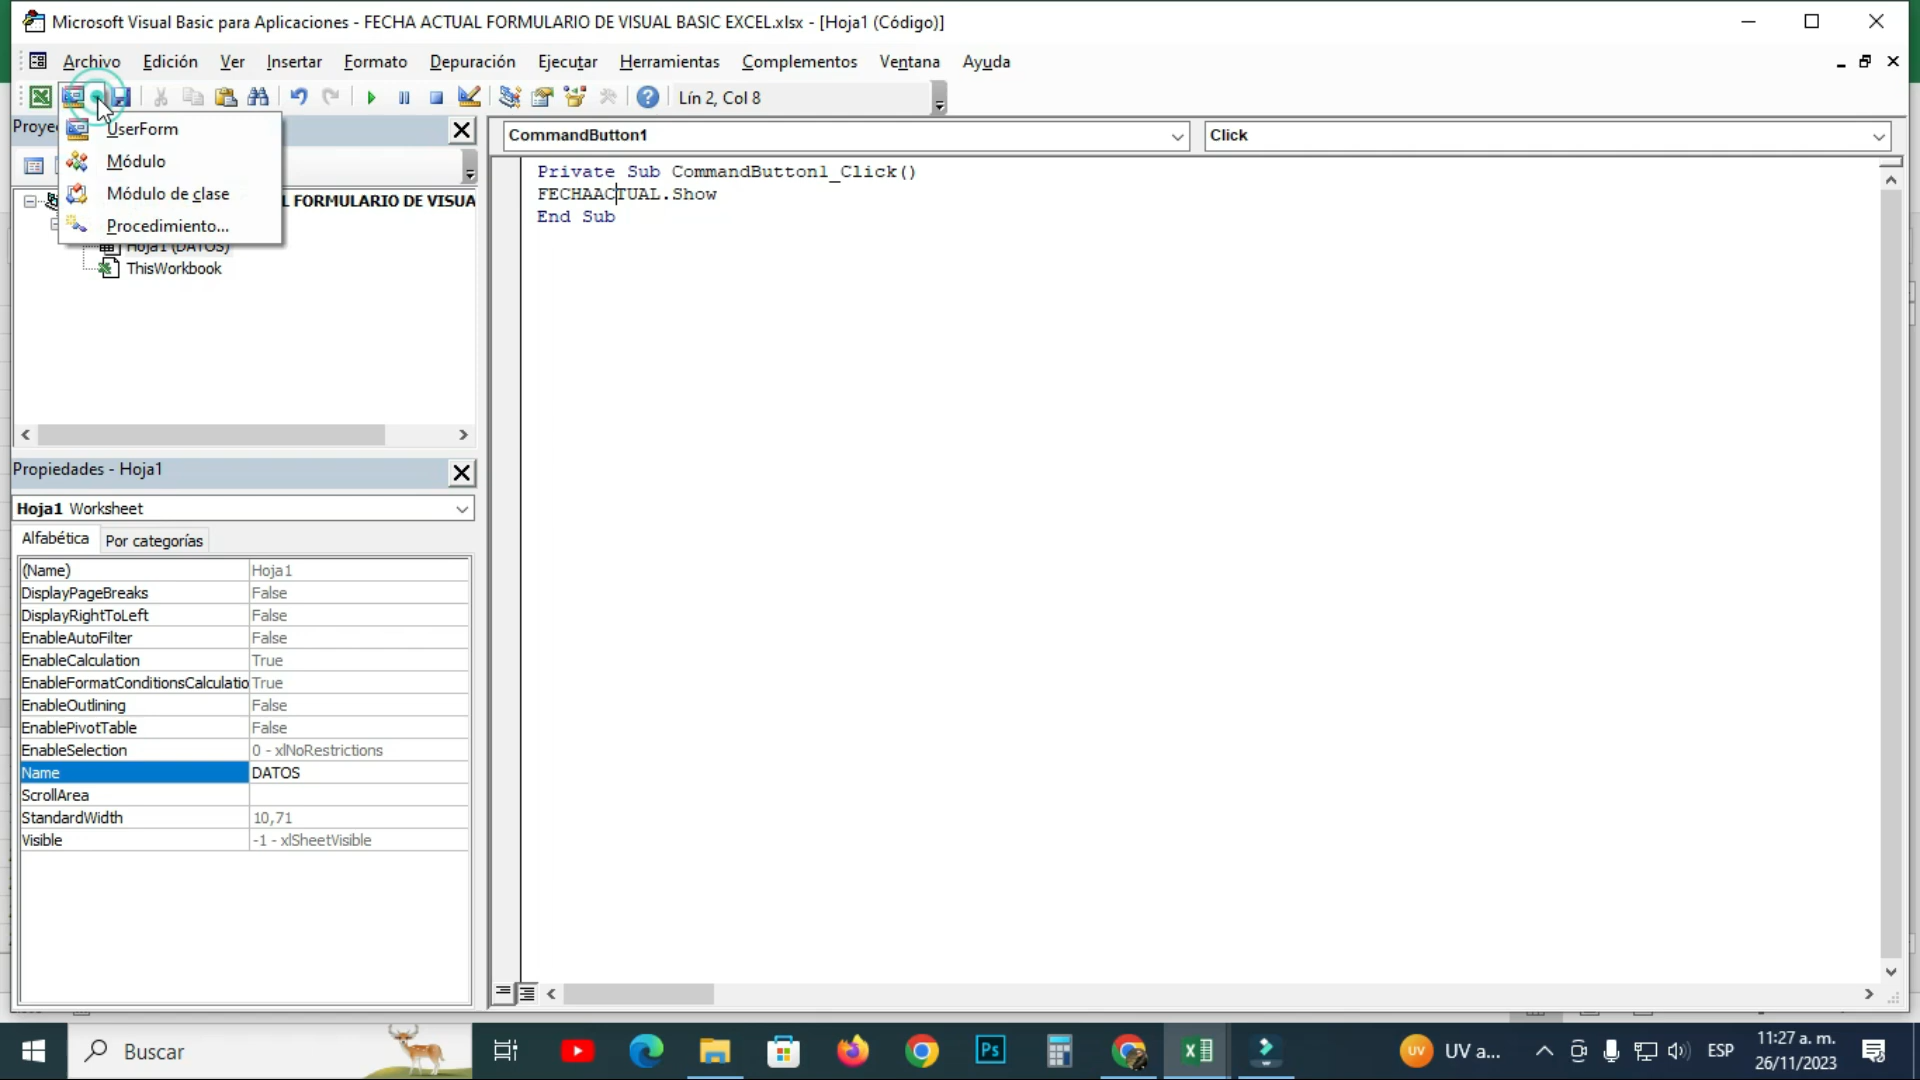 Microsoft Visual Basic para Aplicaciones - FECHA ACTUAL FORMULARIO DE VISUAL BASIC EXCEL.xlsx - [Hoja1 (Código)]
Archivo Edición Ver Insertar Formato Depuración Ejecutar Herramientas Complementos Ventana Ayuda
Lín 2, Col 8
UserForm
Módulo
Módulo de clase
Procedimiento...
Proye
L FORMULARIO DE VISUA
Hoja1 (DATOS)
ThisWorkbook
CommandButton1
Click
Private Sub CommandButton1_Click()
FECHAACTUAL.Show
End Sub
Propiedades - Hoja1
Hoja1 Worksheet
Alfabética Por categorías
(Name) Hoja1
DisplayPageBreaks False
DisplayRightToLeft False
EnableAutoFilter False
EnableCalculation True
EnableFormatConditionsCalculatio True
EnableOutlining False
EnablePivotTable False
EnableSelection 0 - xlNoRestrictions
Name DATOS
ScrollArea
StandardWidth 10,71
Visible -1 - xlSheetVisible
Buscar
Ps
UV UV a...
ESP
11:27 a. m.
26/11/2023